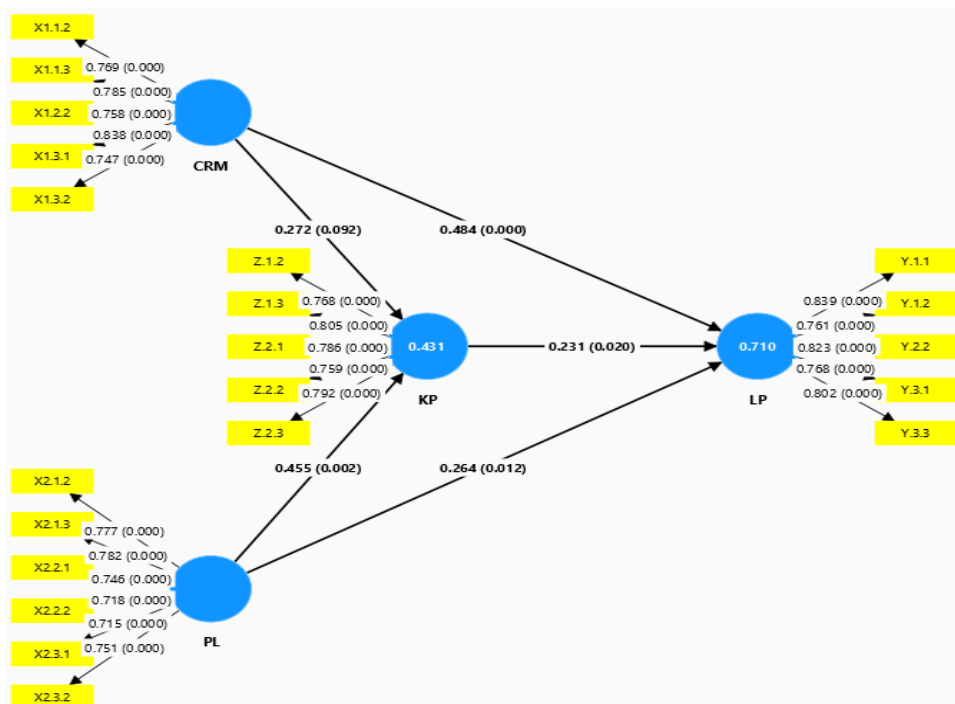 X1.1.2
X1.1.3
X1.2.2
X1.3.1
X1.3.2
0.769 (0.000)
0.785 (0.000)
0.758 (0.000)
0.838 (0.000)
0.747 (0.000)
CRM
0.272 (0.092)
0.484 (0.000)
Z.1.2
Z.1.3
Z.2.1
Z.2.2
Z.2.3
0.768 (0.000)
0.805 (0.000)
0.786 (0.000)
0.759 (0.000)
0.792 (0.000)
0.431
KP
0.231 (0.020)
0.710
LP
0.839 (0.000)
0.761 (0.000)
0.823 (0.000)
0.768 (0.000)
0.802 (0.000)
Y.1.1
Y.1.2
Y.2.2
Y.3.1
Y.3.3
0.455 (0.002)
0.264 (0.012)
X2.1.2
X2.1.3
X2.2.1
X2.2.2
X2.3.1
X2.3.2
0.777 (0.000)
0.782 (0.000)
0.746 (0.000)
0.718 (0.000)
0.715 (0.000)
0.751 (0.000)
PL